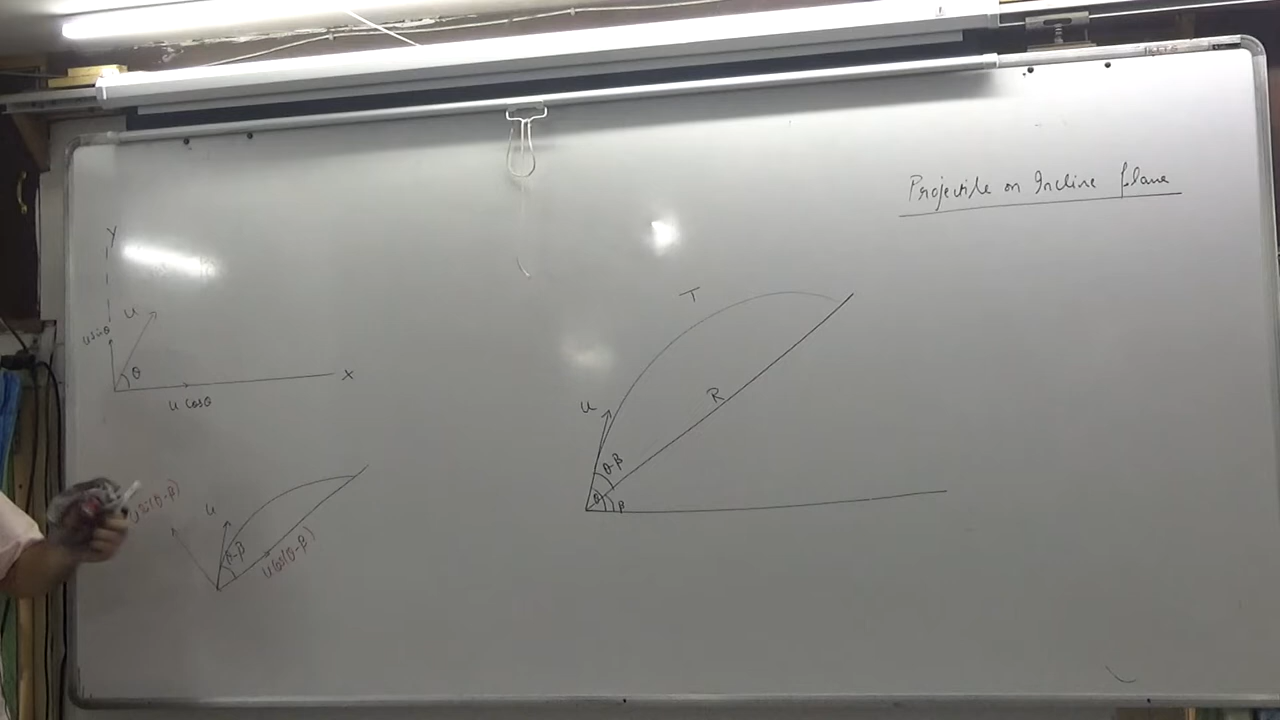 Projectile on Incline plane
y
u
u sinθ
θ
x
u cosθ
T
u
R
θ-β
θ
β
u sin(θ-β)
u
θ-β
u cos(θ-β)